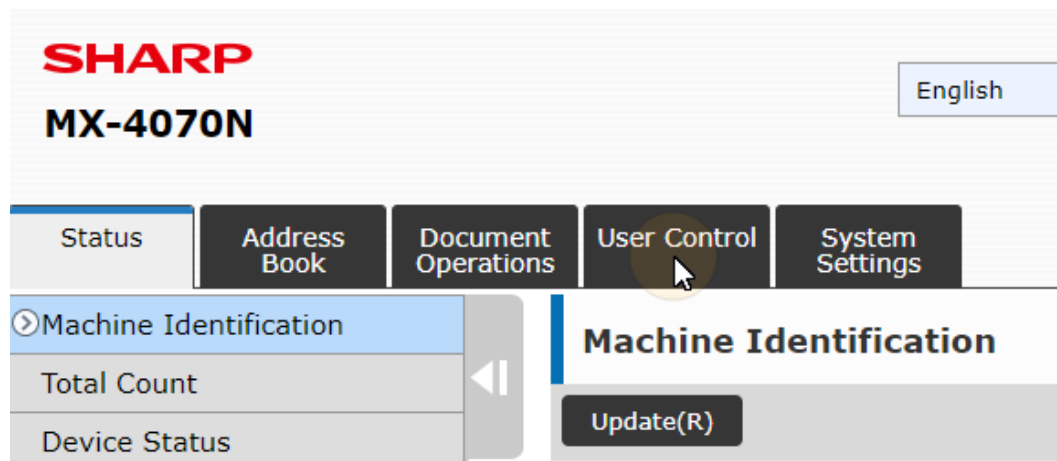 SHARP
MX-4070N
English
Status
Address
Book
Document
Operations
User Control
System
Settings
Machine Identification
Total Count
Device Status
Machine Identification
Update(R)